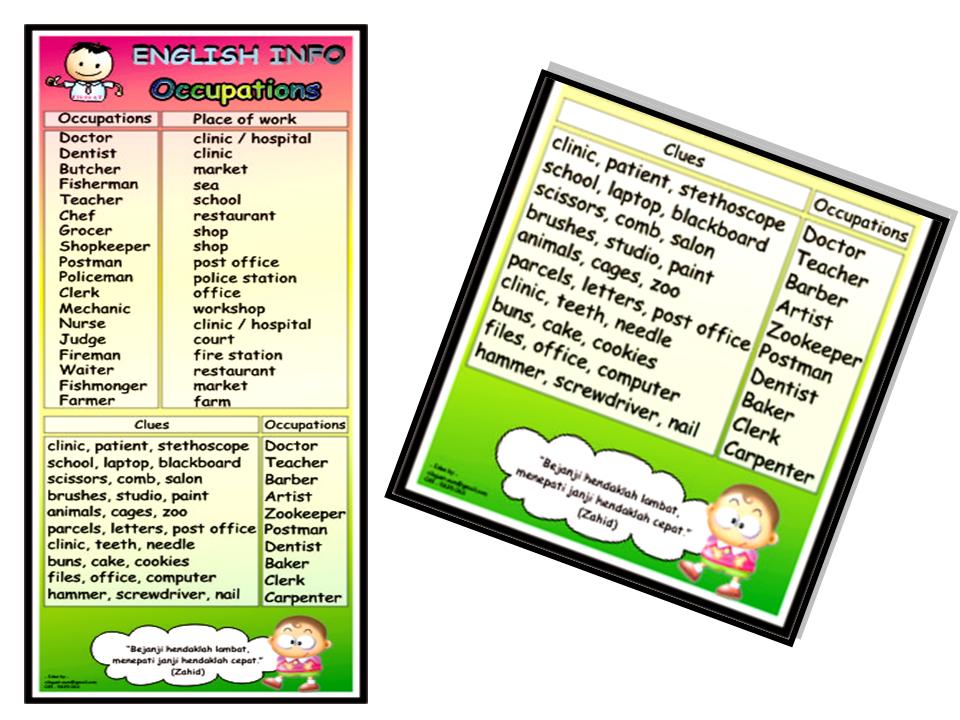 ENGLISH INFO
Occupations
Occupations Place of work
Doctor clinic / hospital
Dentist clinic
Butcher market
Fisherman sea
Teacher school
Chef restaurant
Grocer shop
Shopkeeper shop
Postman post office
Policeman police station
Clerk office
Mechanic workshop
Nurse clinic / hospital
Judge court
Fireman fire station
Waiter restaurant
Fishmonger market
Farmer farm
Clues Occupations
clinic, patient, stethoscope Doctor
school, laptop, blackboard Teacher
scissors, comb, salon Barber
brushes, studio, paint Artist
animals, cages, zoo Zookeeper
parcels, letters, post office Postman
clinic, teeth, needle Dentist
buns, cake, cookies Baker
files, office, computer Clerk
hammer, screwdriver, nail Carpenter
"Bejanji hendaklah lambat,
menepati janji hendaklah cepat."
(Zahid)
Clues Occupations
clinic, patient, stethoscope Doctor
school, laptop, blackboard Teacher
scissors, comb, salon Barber
brushes, studio, paint Artist
animals, cages, zoo Zookeeper
parcels, letters, post office Postman
clinic, teeth, needle Dentist
buns, cake, cookies Baker
files, office, computer Clerk
hammer, screwdriver, nail Carpenter
"Bejanji hendaklah lambat,
menepati janji hendaklah cepat."
(Zahid)